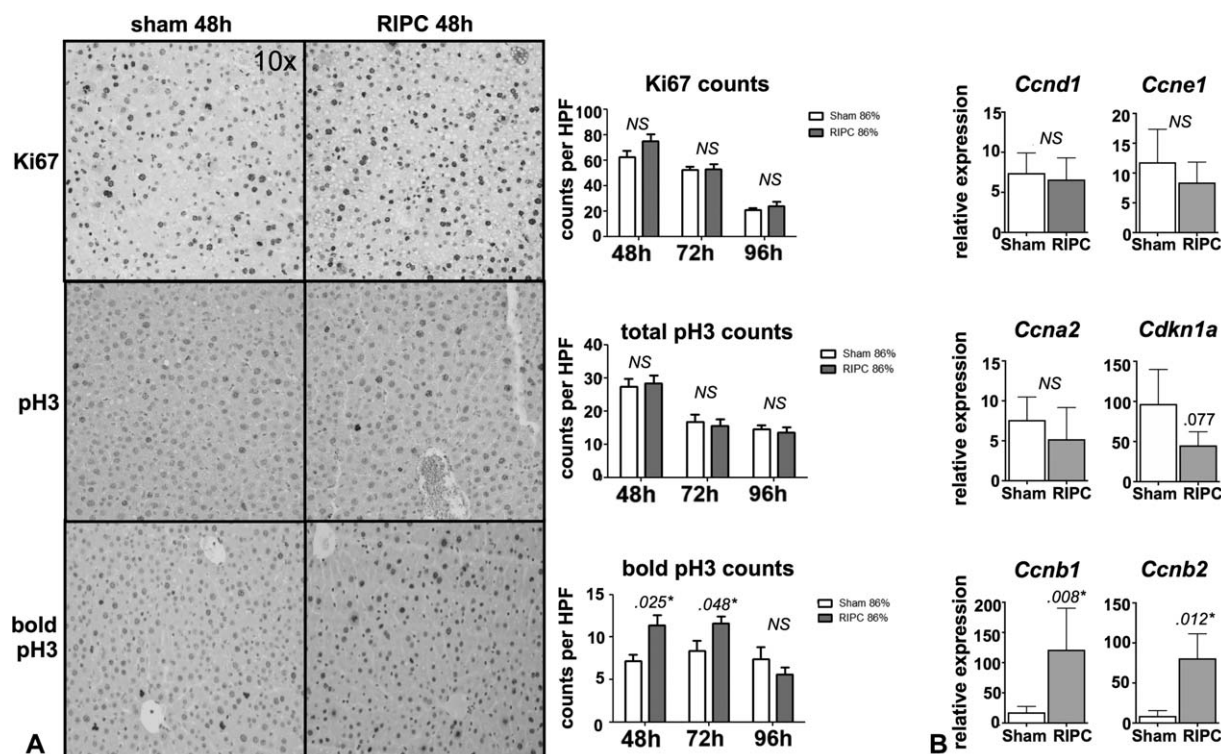 sham 48h
RIPC 48h
10x
Ki67
pH3
bold
pH3
A
Ki67 counts
counts per HPF
100
80
60
40
20
0
NS
NS
NS
Sham 86%
RIPC 86%
48h 72h 96h
total pH3 counts
counts per HPF
40
30
20
10
0
NS
NS
NS
Sham 86%
RIPC 86%
48h 72h 96h
bold pH3 counts
counts per HPF
15
10
5
0
.025*
.048*
NS
Sham 86%
RIPC 86%
48h 72h 96h
B
Ccnd1
relative expression
15
10
5
0
NS
Sham RIPC
Ccne1
20
15
10
5
0
NS
Sham RIPC
Ccna2
relative expression
15
10
5
0
NS
Sham RIPC
Cdkn1a
150
100
50
0
.077
Sham RIPC
Ccnb1
relative expression
200
150
100
50
0
.008*
Sham RIPC
Ccnb2
150
100
50
0
.012*
Sham RIPC